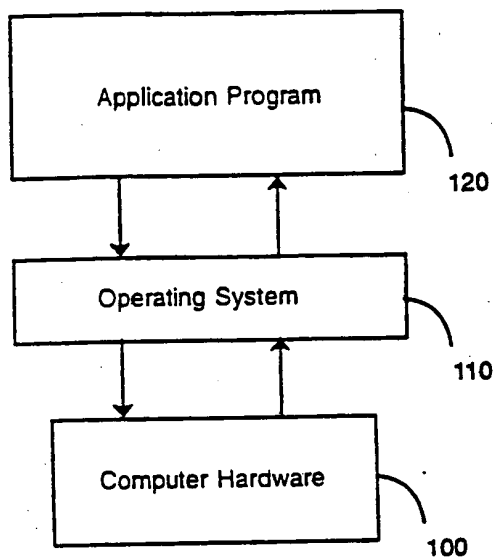 Application Program
120
Operating System
110
Computer Hardware
100